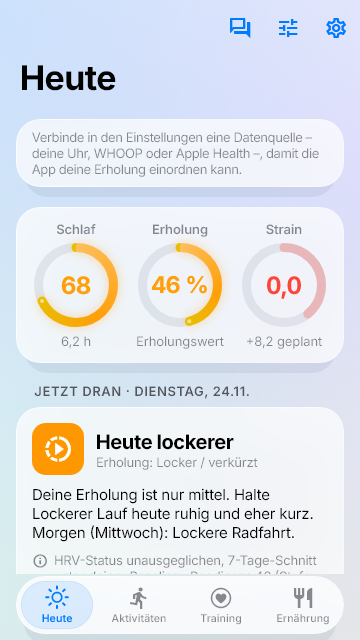 Heute
Verbinde in den Einstellungen eine Datenquelle –
deine Uhr, WHOOP oder Apple Health –, damit die
App deine Erholung einordnen kann.
Schlaf Erholung Strain
68 46 % 0,0
6,2 h Erholungswert +8,2 geplant
JETZT DRAN · DIENSTAG, 24.11.
Heute lockerer
Erholung: Locker / verkürzt
Deine Erholung ist nur mittel. Halte
Lockerer Lauf heute ruhig und eher kurz.
Morgen (Mittwoch): Lockere Radfahrt.
HRV-Status unausgeglichen, 7-Tage-Schnitt
Heute Aktivitäten Training Ernährung